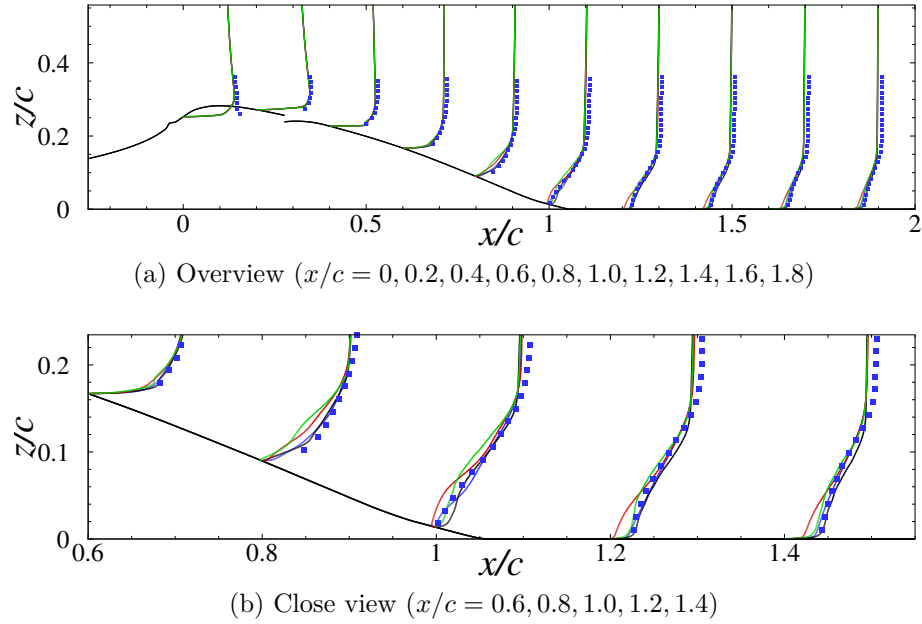 0.4
0.2
0
z/c
0 0.5 1 1.5 2
x/c
(a) Overview (x/c = 0, 0.2, 0.4, 0.6, 0.8, 1.0, 1.2, 1.4, 1.6, 1.8)
0.2
0.1
0
z/c
0.6 0.8 1 1.2 1.4
x/c
(b) Close view (x/c = 0.6, 0.8, 1.0, 1.2, 1.4)